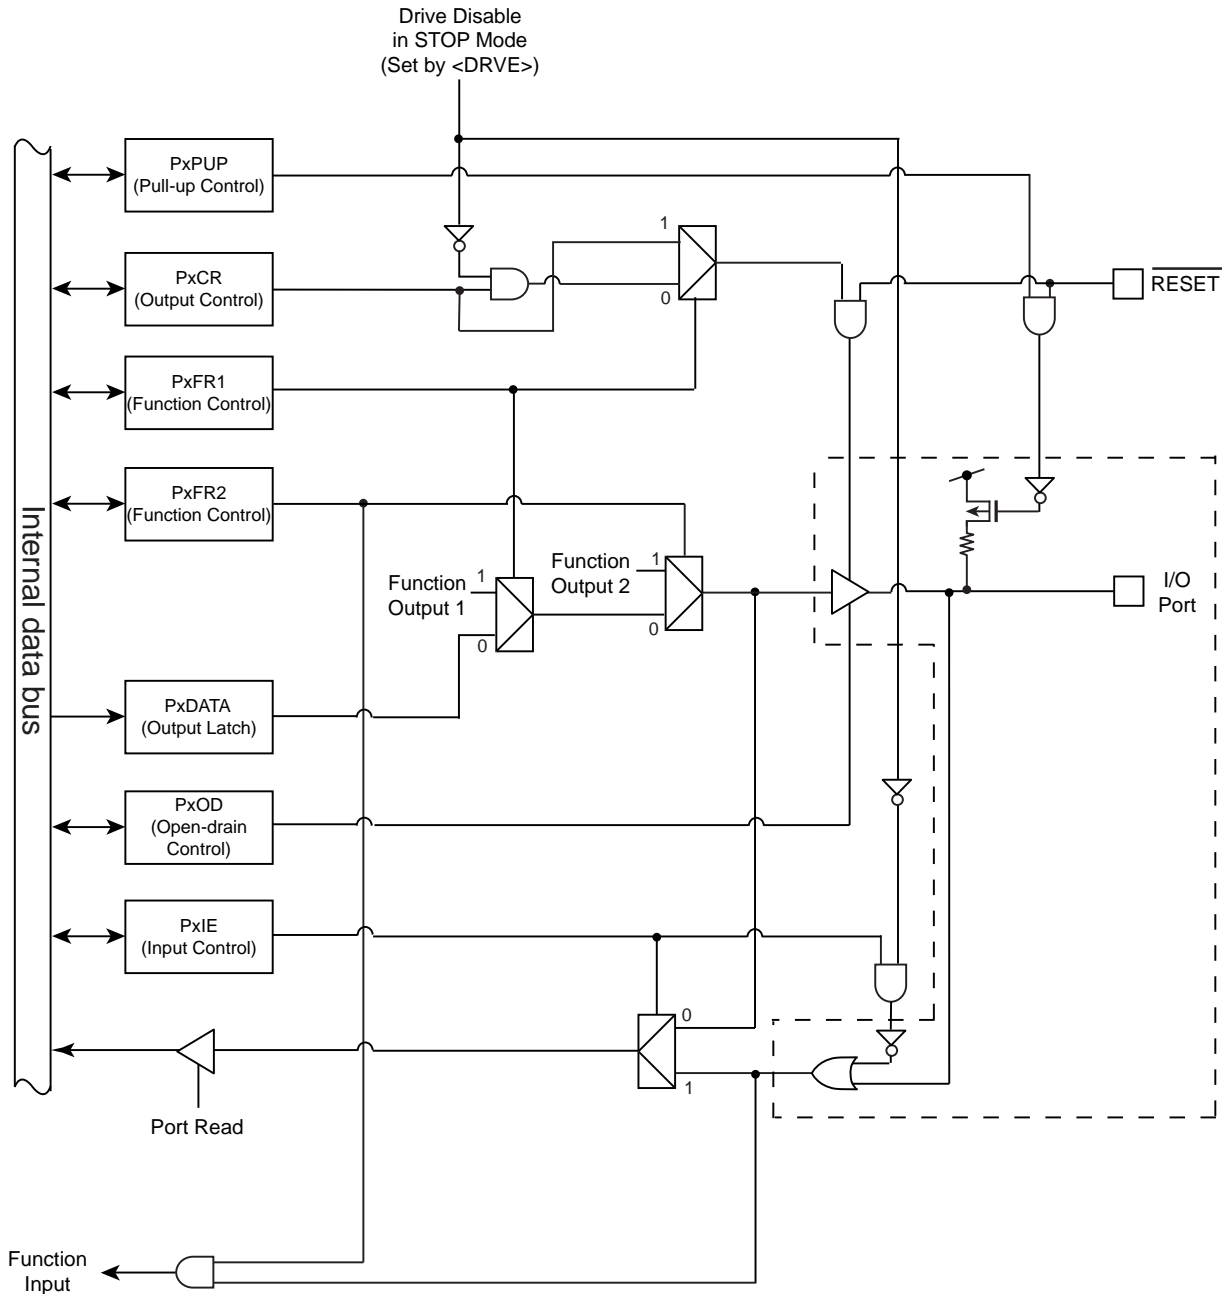 Drive Disable
in STOP Mode
(Set by <DRVE>)
PxPUP
(Pull-up Control)
1
PxCR
(Output Control)
0
RESET
PxFR1
(Function Control)
PxFR2
(Function Control)
Internal data bus
Function
Output 1
1
0
Function
Output 2
1
0
I/O
Port
PxDATA
(Output Latch)
PxOD
(Open-drain
Control)
PxIE
(Input Control)
0
1
Port Read
Function
Input